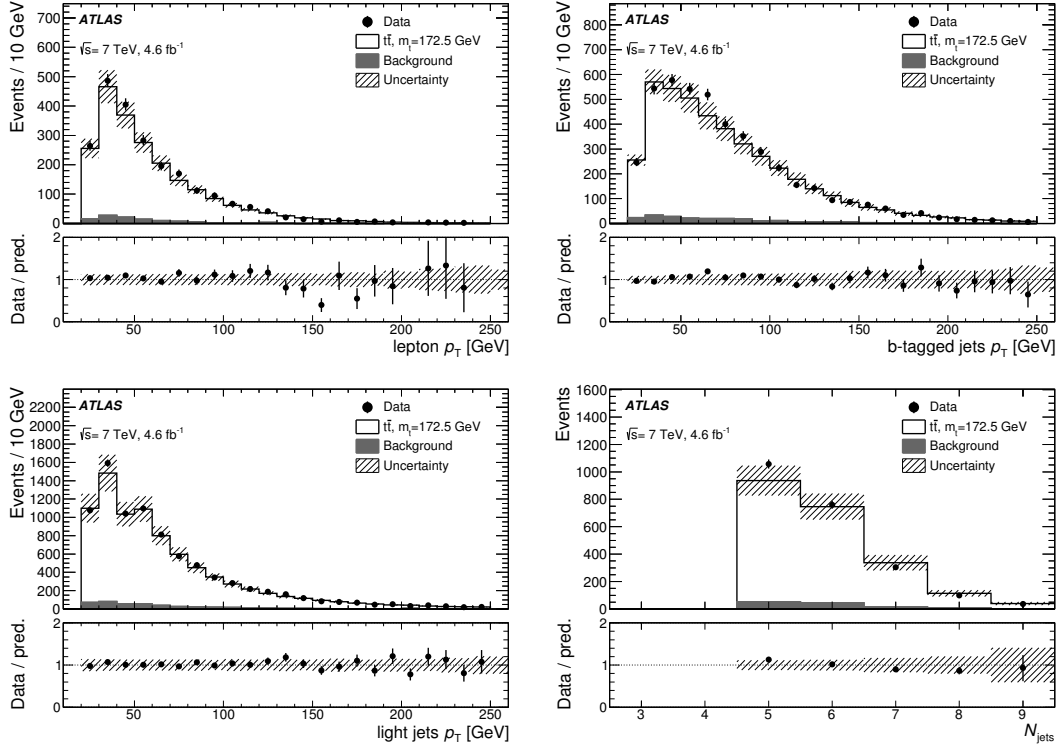 ATLAS
√s= 7 TeV, 4.6 fb⁻¹
Data
tt̄, mₜ=172.5 GeV
Background
Uncertainty
Events / 10 GeV
700
600
500
400
300
200
100
0
Data / pred.
2
1
0
50 100 150 200 250
lepton p_T [GeV]
ATLAS
√s= 7 TeV, 4.6 fb⁻¹
Data
tt̄, mₜ=172.5 GeV
Background
Uncertainty
Events / 10 GeV
800
700
600
500
400
300
200
100
0
Data / pred.
2
1
0
50 100 150 200 250
b-tagged jets p_T [GeV]
ATLAS
√s= 7 TeV, 4.6 fb⁻¹
Data
tt̄, mₜ=172.5 GeV
Background
Uncertainty
Events / 10 GeV
2200
2000
1800
1600
1400
1200
1000
800
600
400
200
0
Data / pred.
2
1
0
50 100 150 200 250
light jets p_T [GeV]
ATLAS
√s= 7 TeV, 4.6 fb⁻¹
Data
tt̄, mₜ=172.5 GeV
Background
Uncertainty
Events
1600
1400
1200
1000
800
600
400
200
0
Data / pred.
2
1
0
3 4 5 6 7 8 9
N_jets